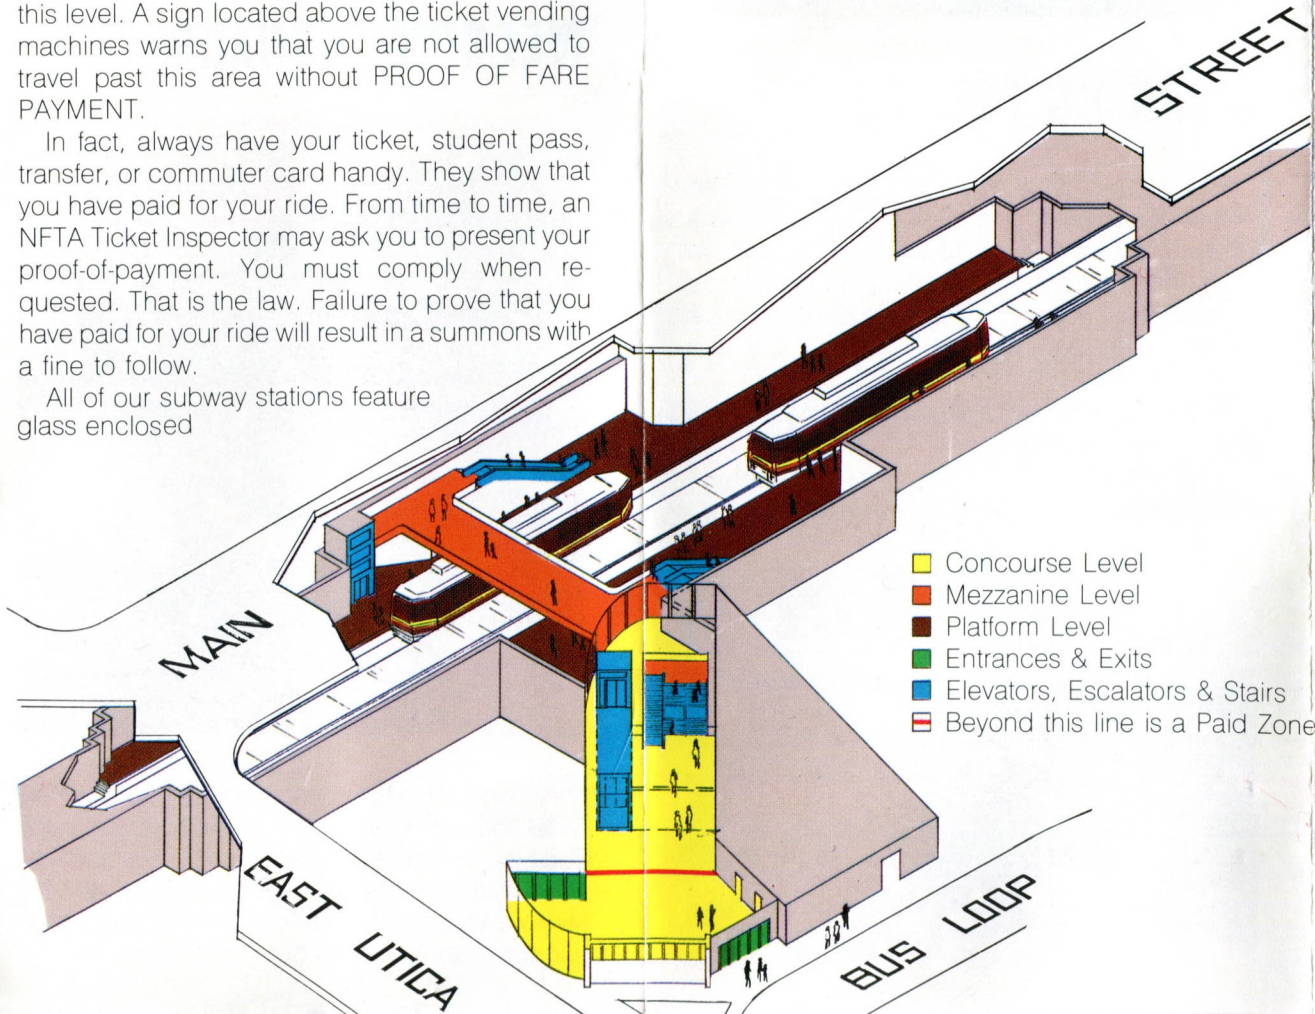 this level. A sign located above the ticket vending
machines warns you that you are not allowed to
travel past this area without PROOF OF FARE
PAYMENT.
In fact, always have your ticket, student pass,
transfer, or commuter card handy. They show that
you have paid for your ride. From time to time, an
NFTA Ticket Inspector may ask you to present your
proof-of-payment. You must comply when re-
quested. That is the law. Failure to prove that you
have paid for your ride will result in a summons with
a fine to follow.
All of our subway stations feature
glass enclosed
MAIN STREET
Concourse Level
Mezzanine Level
Platform Level
Entrances & Exits
Elevators, Escalators & Stairs
Beyond this line is a Paid Zone
EAST UTICA
BUS LOOP